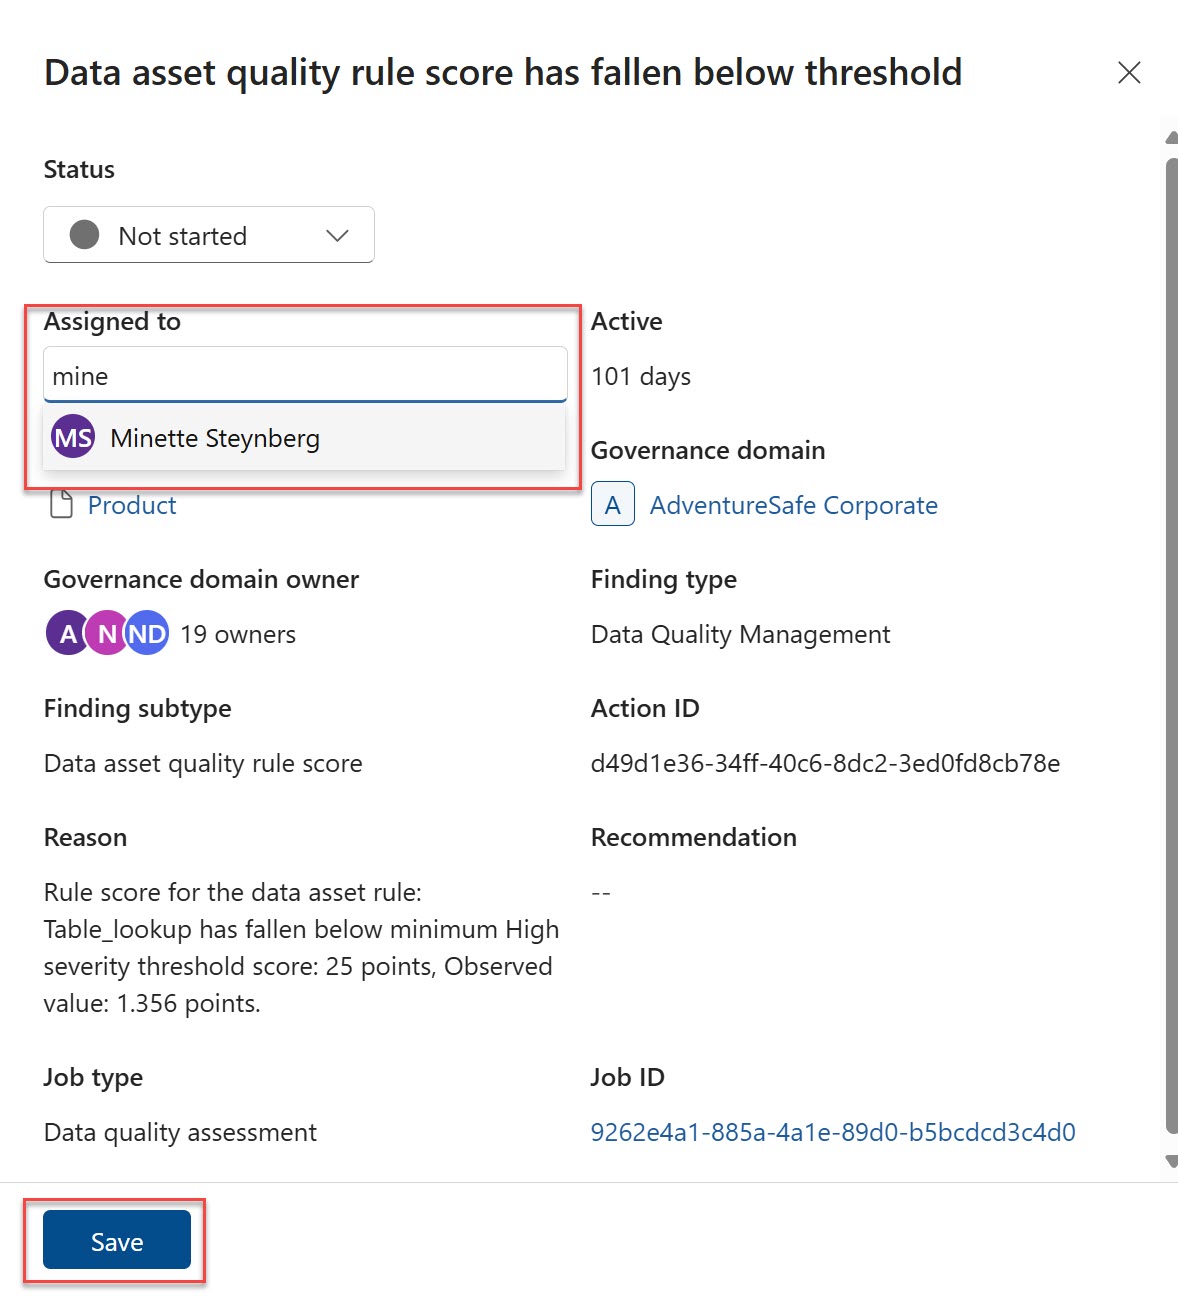 Data asset quality rule score has fallen below threshold
Status
Not started
Assigned to
mine
MS Minette Steynberg
Product
Active
101 days
Governance domain
A AdventureSafe Corporate
Governance domain owner
A N ND 19 owners
Finding type
Data Quality Management
Finding subtype
Data asset quality rule score
Action ID
d49d1e36-34ff-40c6-8dc2-3ed0fd8cb78e
Reason
Rule score for the data asset rule:
Table_lookup has fallen below minimum High
severity threshold score: 25 points, Observed
value: 1.356 points.
Recommendation
--
Job type
Data quality assessment
Job ID
9262e4a1-885a-4a1e-89d0-b5bcdcd3c4d0
Save